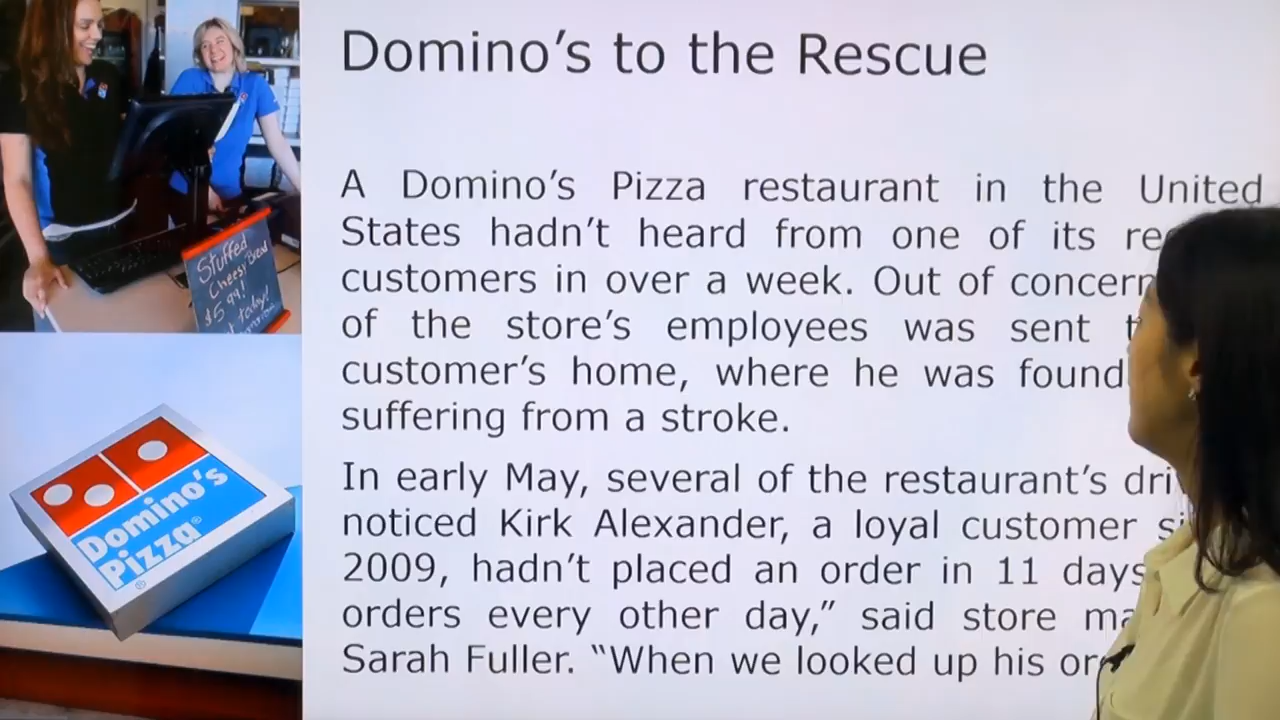 Domino's to the Rescue
A Domino's Pizza restaurant in the United
States hadn't heard from one of its
customers in over a week. Out of concern
of the store's employees was sent
customer's home, where he was found
suffering from a stroke.
In early May, several of the restaurant's
noticed Kirk Alexander, a loyal customer
2009, hadn't placed an order in 11 days
orders every other day,” said store
Sarah Fuller. “When we looked up his
Stuffed
Cheesy Bread
$5.99!
today!
Domino's
Pizza®
®